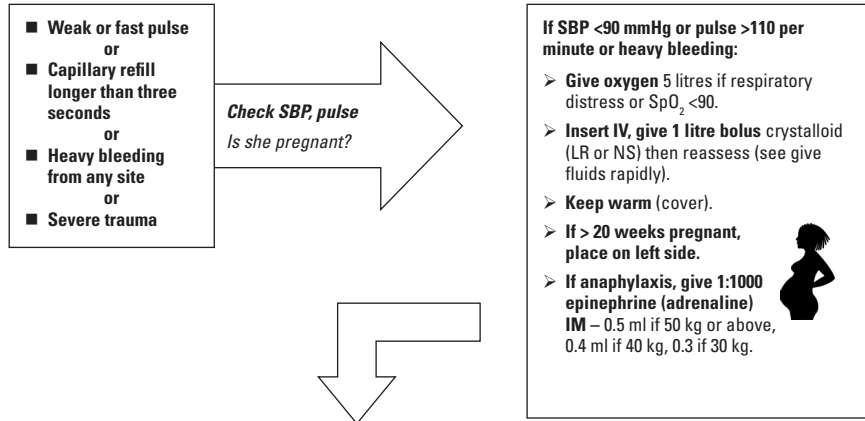 ■ Weak or fast pulse
or
■ Capillary refill
longer than three
seconds
or
■ Heavy bleeding
from any site
or
■ Severe trauma
Check SBP, pulse
Is she pregnant?
If SBP <90 mmHg or pulse >110 per
minute or heavy bleeding:
➢ Give oxygen 5 litres if respiratory
distress or SpO₂ <90.
➢ Insert IV, give 1 litre bolus crystalloid
(LR or NS) then reassess (see give
fluids rapidly).
➢ Keep warm (cover).
➢ If > 20 weeks pregnant,
place on left side.
➢ If anaphylaxis, give 1:1000
epinephrine (adrenaline)
IM – 0.5 ml if 50 kg or above,
0.4 ml if 40 kg, 0.3 if 30 kg.